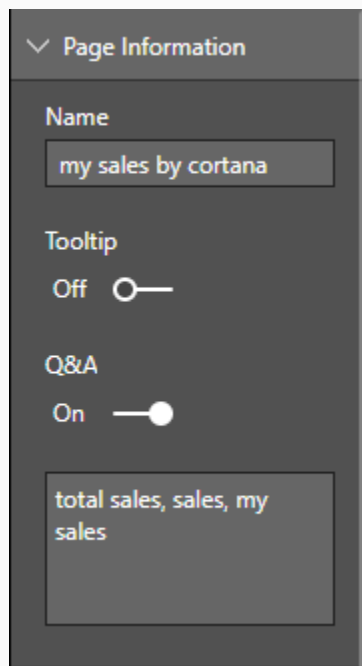 Page Information
Name
my sales by cortana
Tooltip
Off
Q&A
On
total sales, sales, my
sales